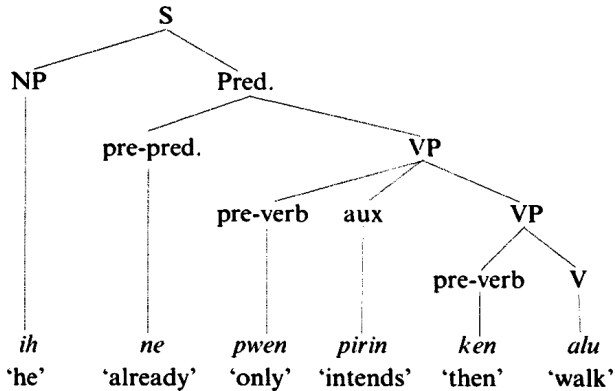 S
NP Pred.
pre-pred. VP
pre-verb aux VP
pre-verb V
ih ne pwen pirin ken alu
'he' 'already' 'only' 'intends' 'then' 'walk'